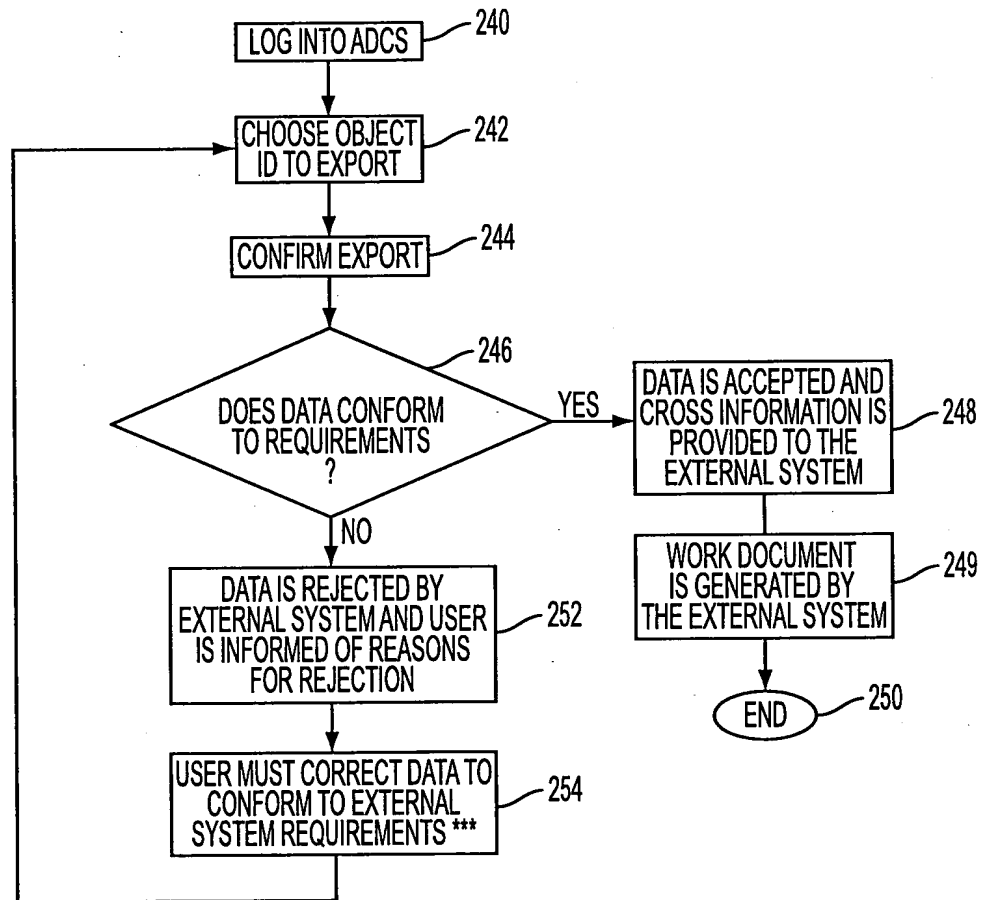 LOG INTO ADCS
240
CHOOSE OBJECT
ID TO EXPORT
242
CONFIRM EXPORT
244
DOES DATA CONFORM
TO REQUIREMENTS
?
246
YES
DATA IS ACCEPTED AND
CROSS INFORMATION IS
PROVIDED TO THE
EXTERNAL SYSTEM
248
WORK DOCUMENT
IS GENERATED BY
THE EXTERNAL SYSTEM
249
END
250
NO
DATA IS REJECTED BY
EXTERNAL SYSTEM AND USER
IS INFORMED OF REASONS
FOR REJECTION
252
USER MUST CORRECT DATA TO
CONFORM TO EXTERNAL
SYSTEM REQUIREMENTS ***
254